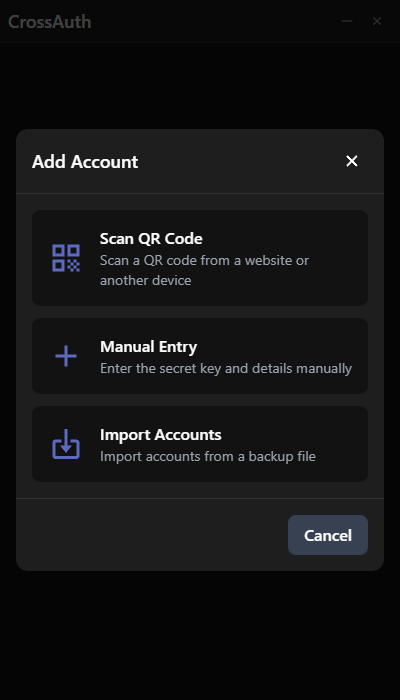 CrossAuth
Add Account
Scan QR Code
Scan a QR code from a website or
another device
Manual Entry
Enter the secret key and details manually
Import Accounts
Import accounts from a backup file
Cancel